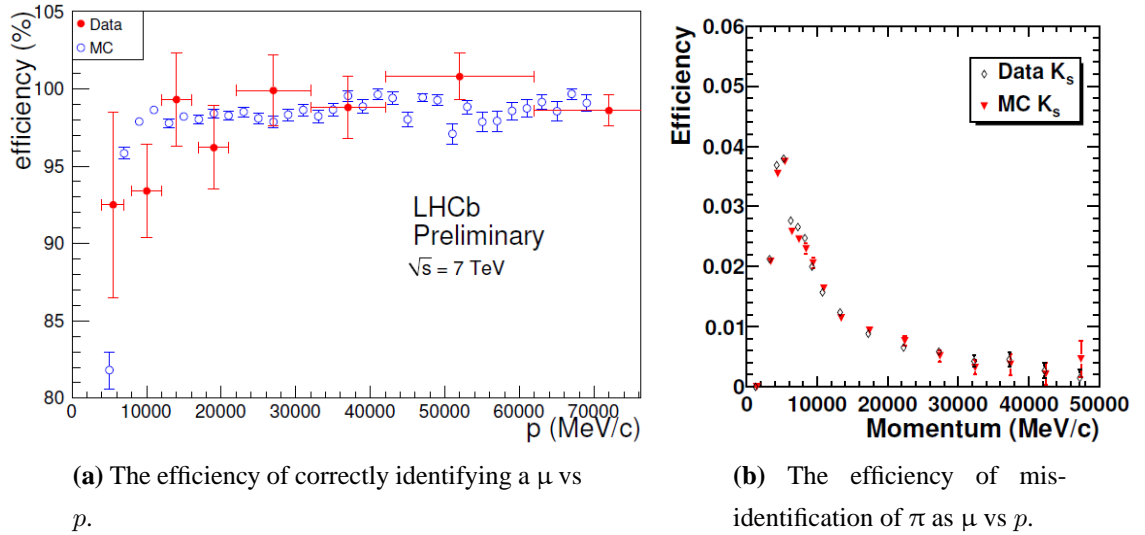 105
100
95
90
85
80
efficiency (%)
Data
MC
LHCb
Preliminary
√s = 7 TeV
0 10000 20000 30000 40000 50000 60000 70000
p (MeV/c)
(a) The efficiency of correctly identifying a μ vs
p.
0.06
0.05
0.04
0.03
0.02
0.01
0
Efficiency
Data Ks
MC Ks
0 10000 20000 30000 40000 50000
Momentum (MeV/c)
(b) The efficiency of mis-
identification of π as μ vs p.